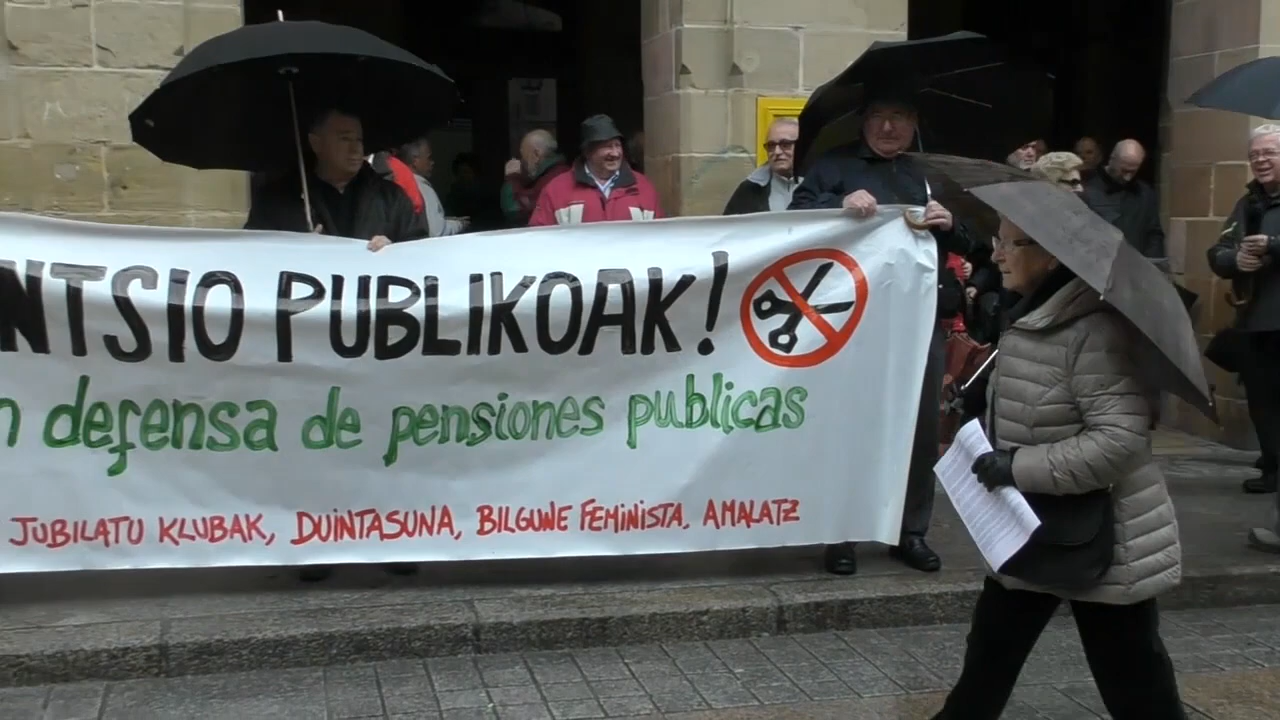 NTSIO PUBLIKOAK!
n defensa de pensiones publicas
JUBILATU KLUBAK, DUINTASUNA, BILGUNE FEMINISTA, AMALATZ